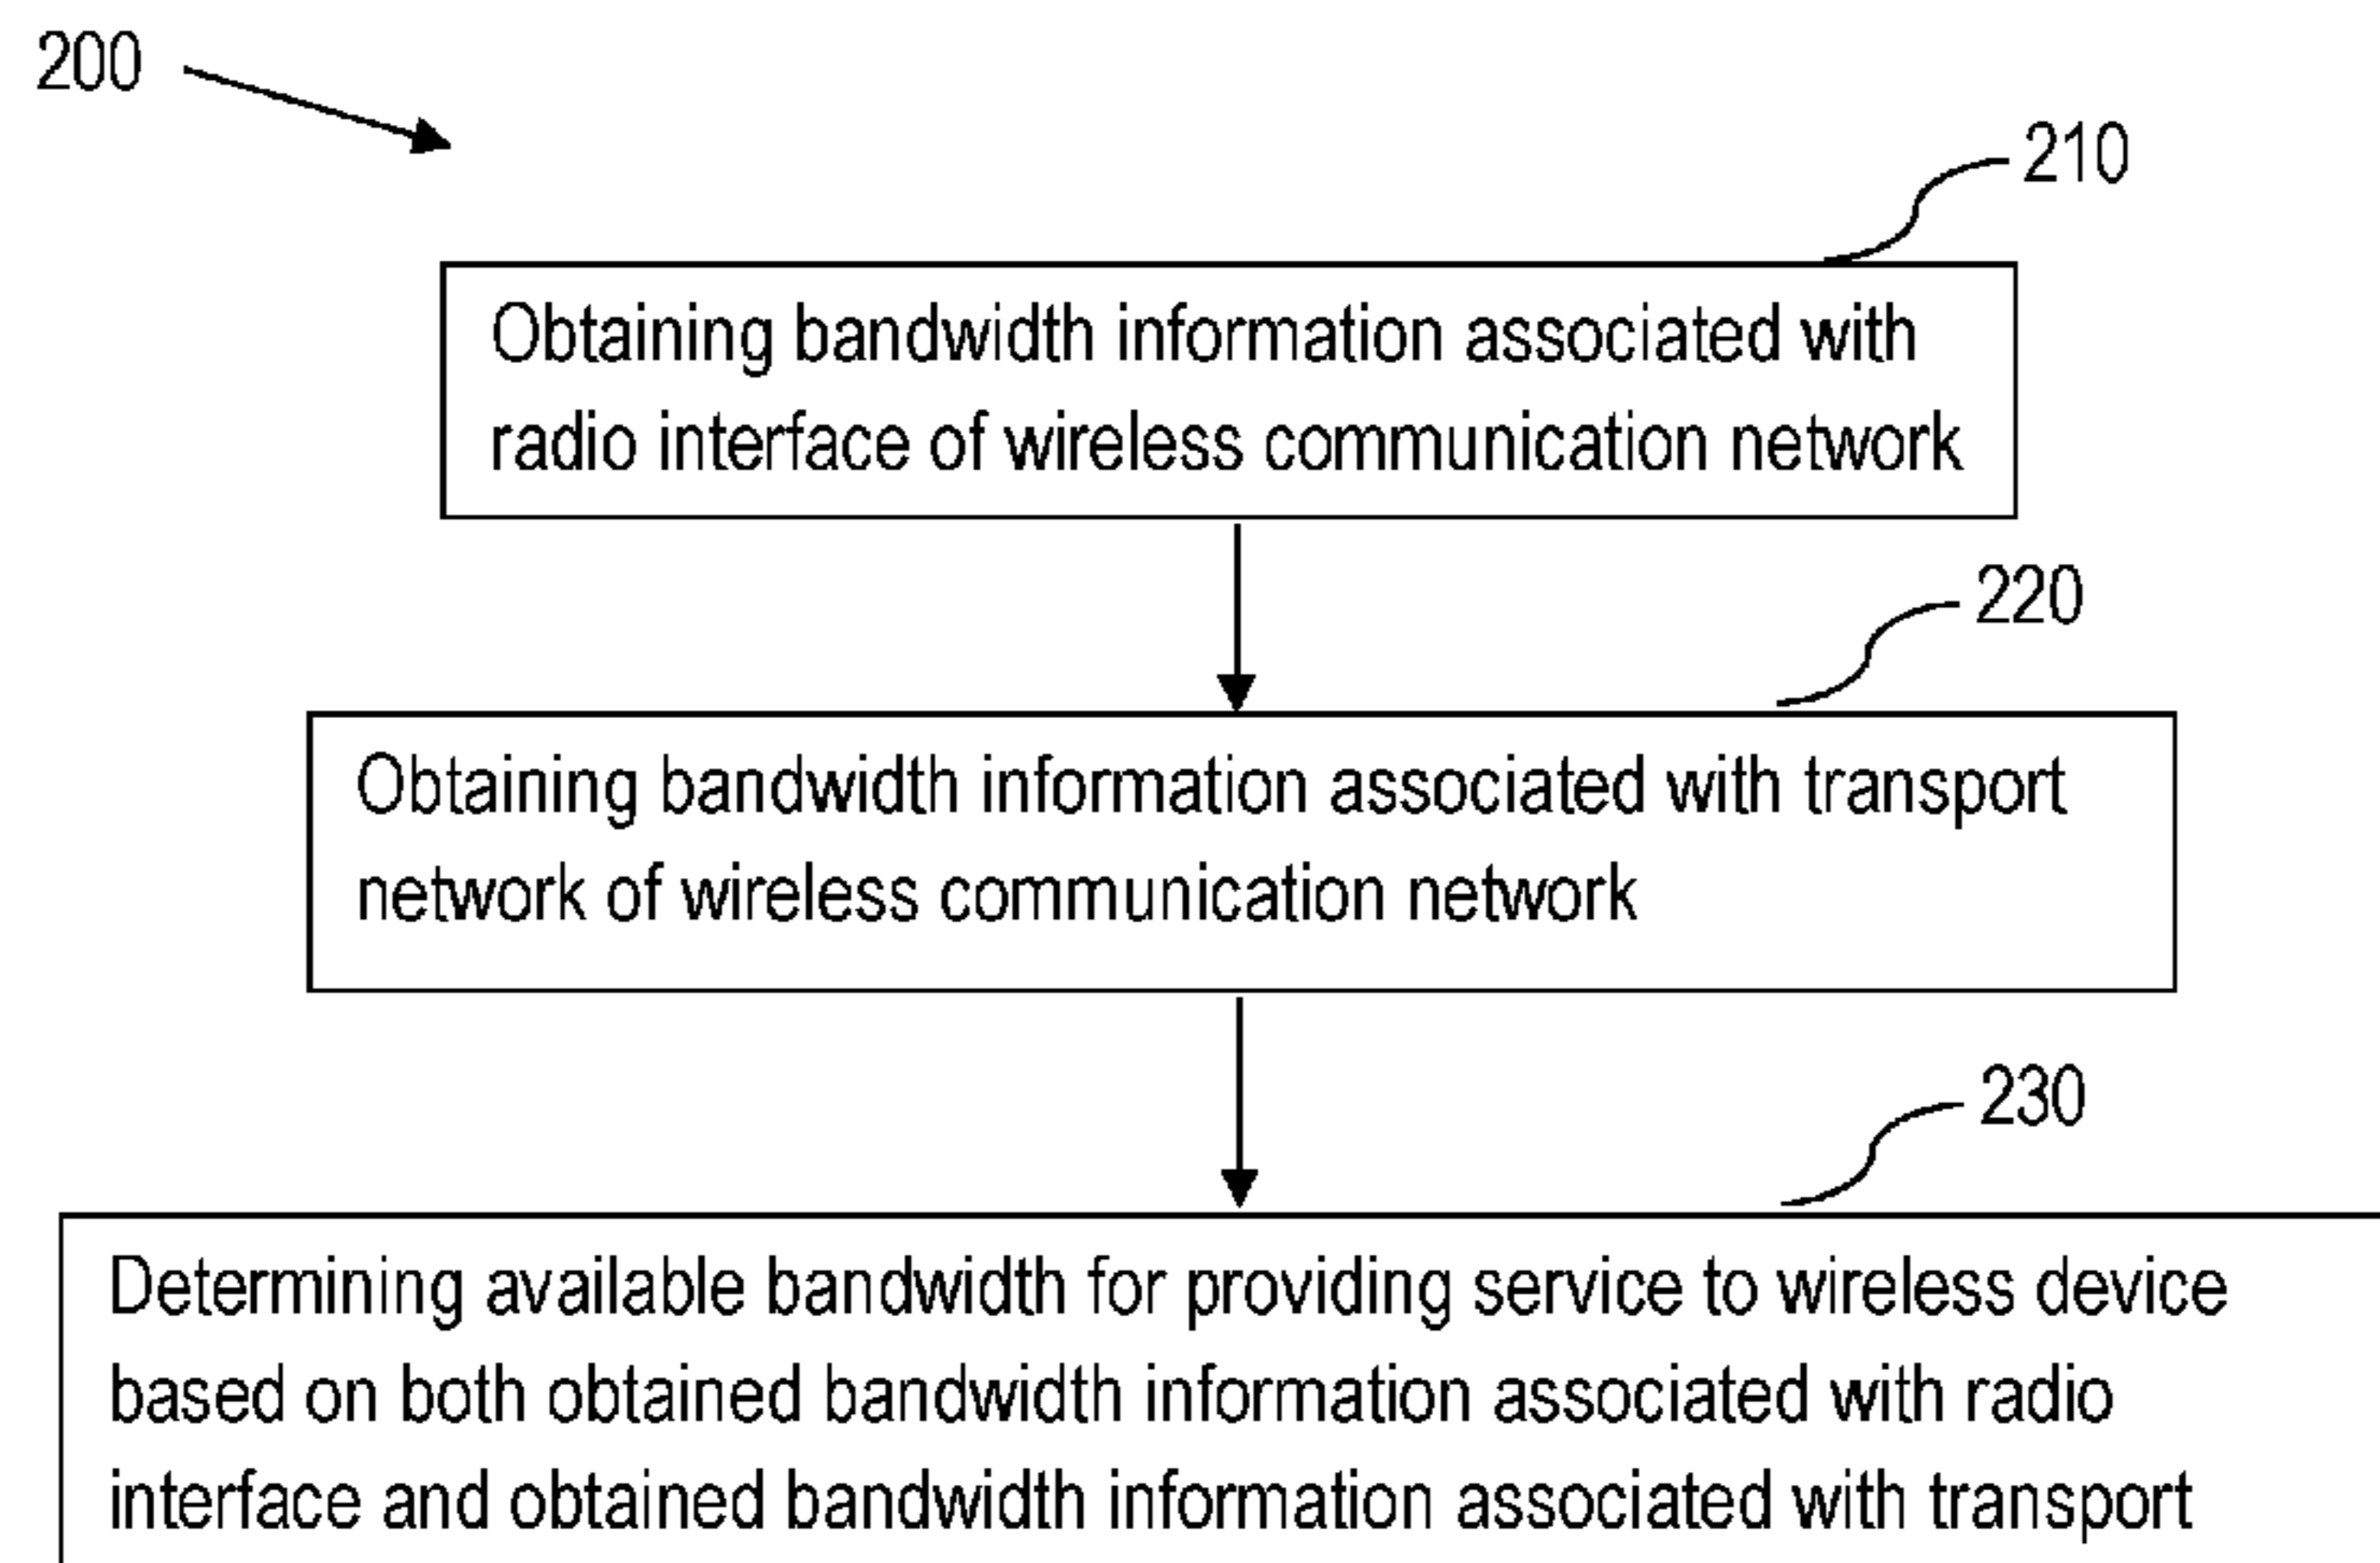 200
210
Obtaining bandwidth information associated with
radio interface of wireless communication network
220
Obtaining bandwidth information associated with transport
network of wireless communication network
230
Determining available bandwidth for providing service to wireless device
based on both obtained bandwidth information associated with radio
interface and obtained bandwidth information associated with transport